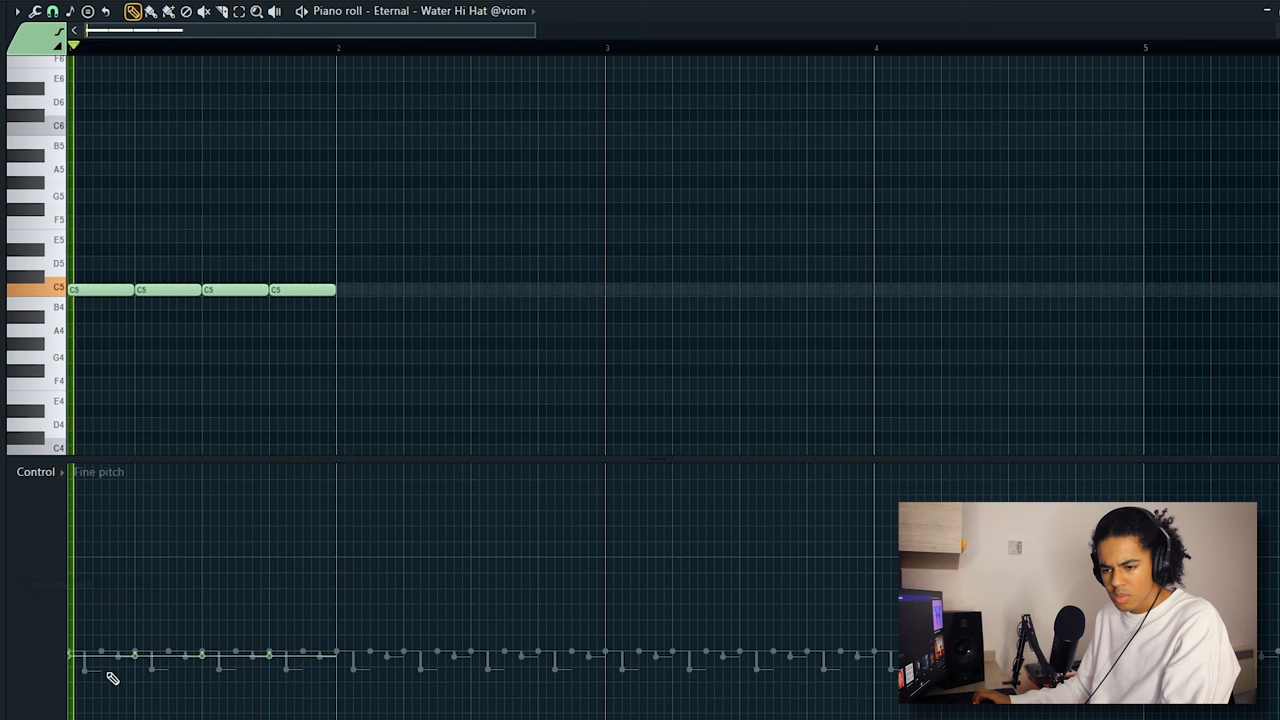 Piano roll - Eternal - Water Hi Hat @viom
2 3 4 5
F6
E6
D6
C6
B5
A5
G5
F5
E5
D5
C5 C5 C5 C5 C5
B4
A4
G4
F4
E4
D4
C4
Control Fine pitch